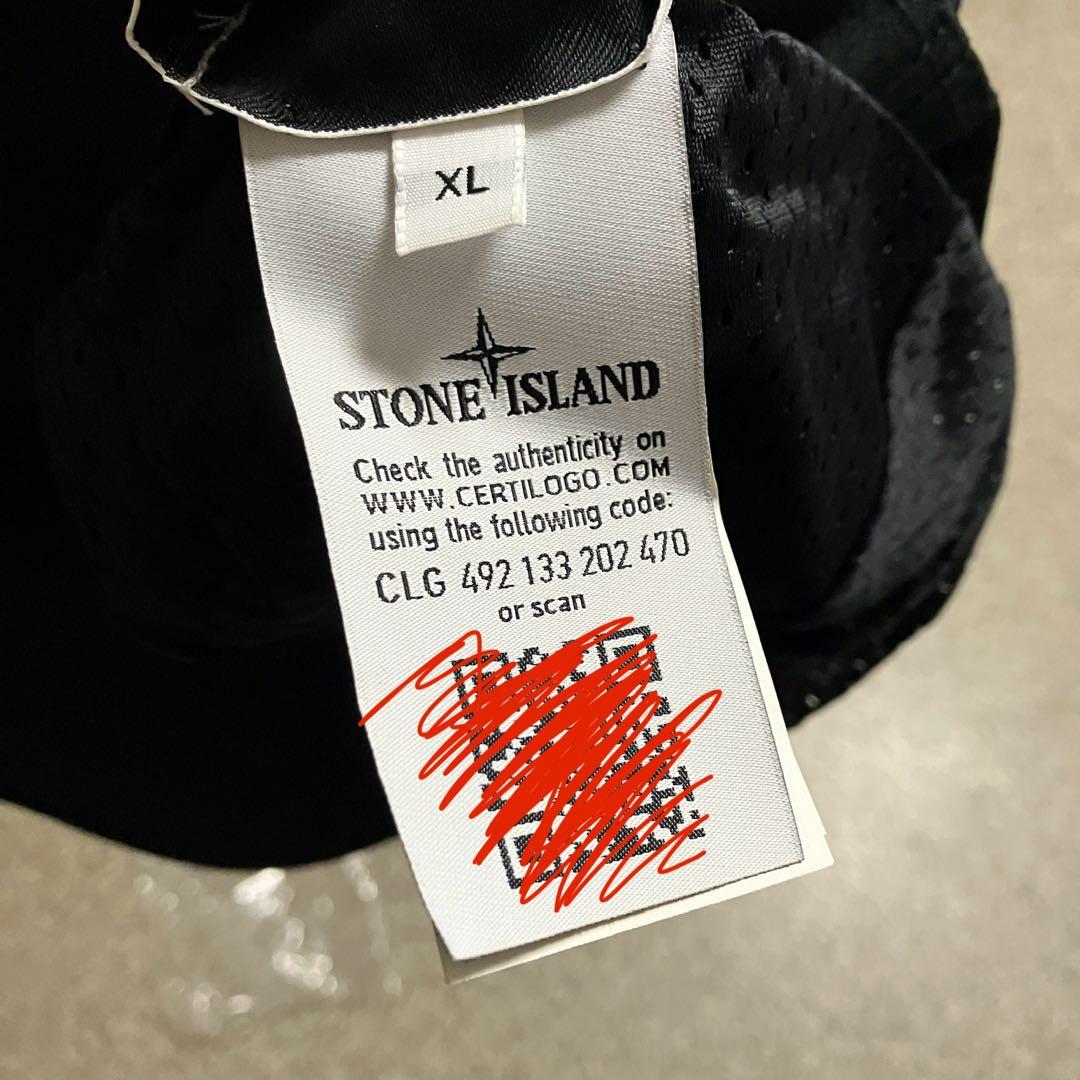 XL
STONE ISLAND
Check the authenticity on
WWW.CERTILOGO.COM
using the following code:
CLG 492 133 202 470
or scan